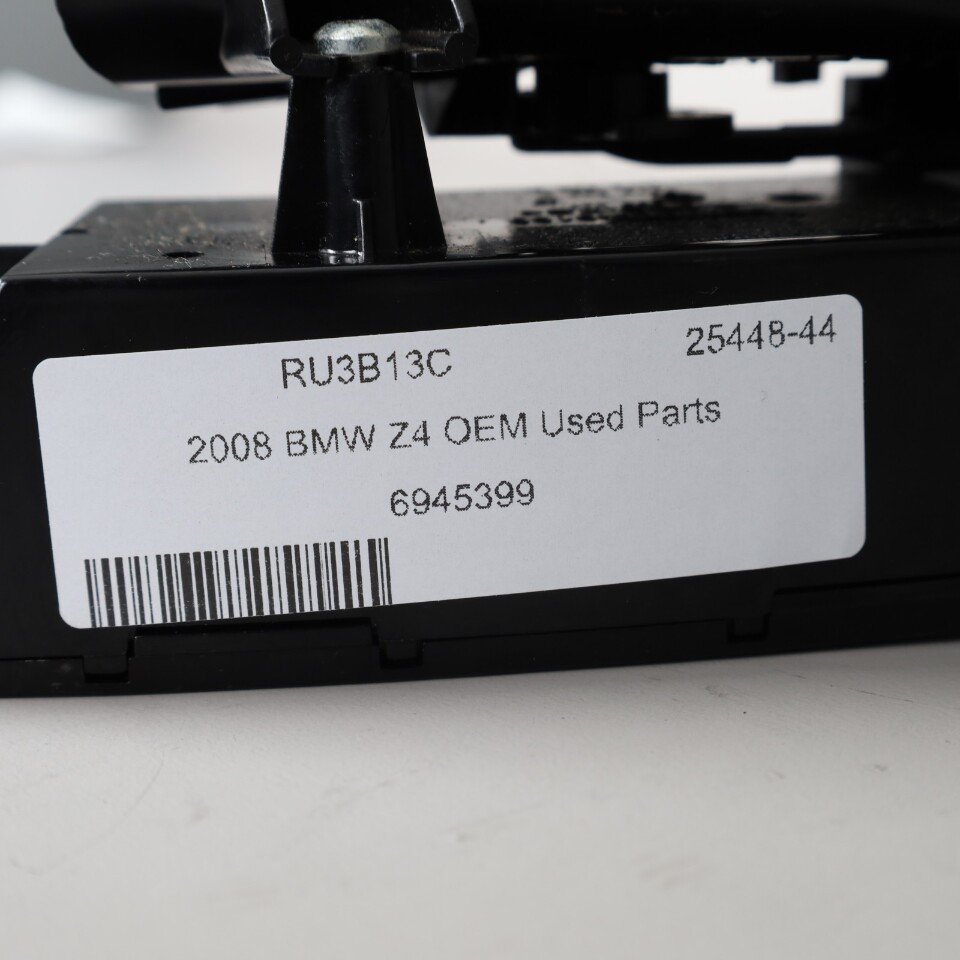 RU3B13C 25448-44
2008 BMW Z4 OEM Used Parts
6945399